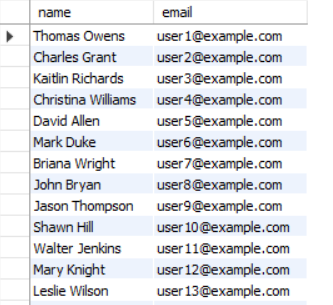 name email
Thomas Owens user1@example.com
Charles Grant user2@example.com
Kaitlin Richards user3@example.com
Christina Williams user4@example.com
David Allen user5@example.com
Mark Duke user6@example.com
Briana Wright user7@example.com
John Bryan user8@example.com
Jason Thompson user9@example.com
Shawn Hill user10@example.com
Walter Jenkins user11@example.com
Mary Knight user12@example.com
Leslie Wilson user13@example.com